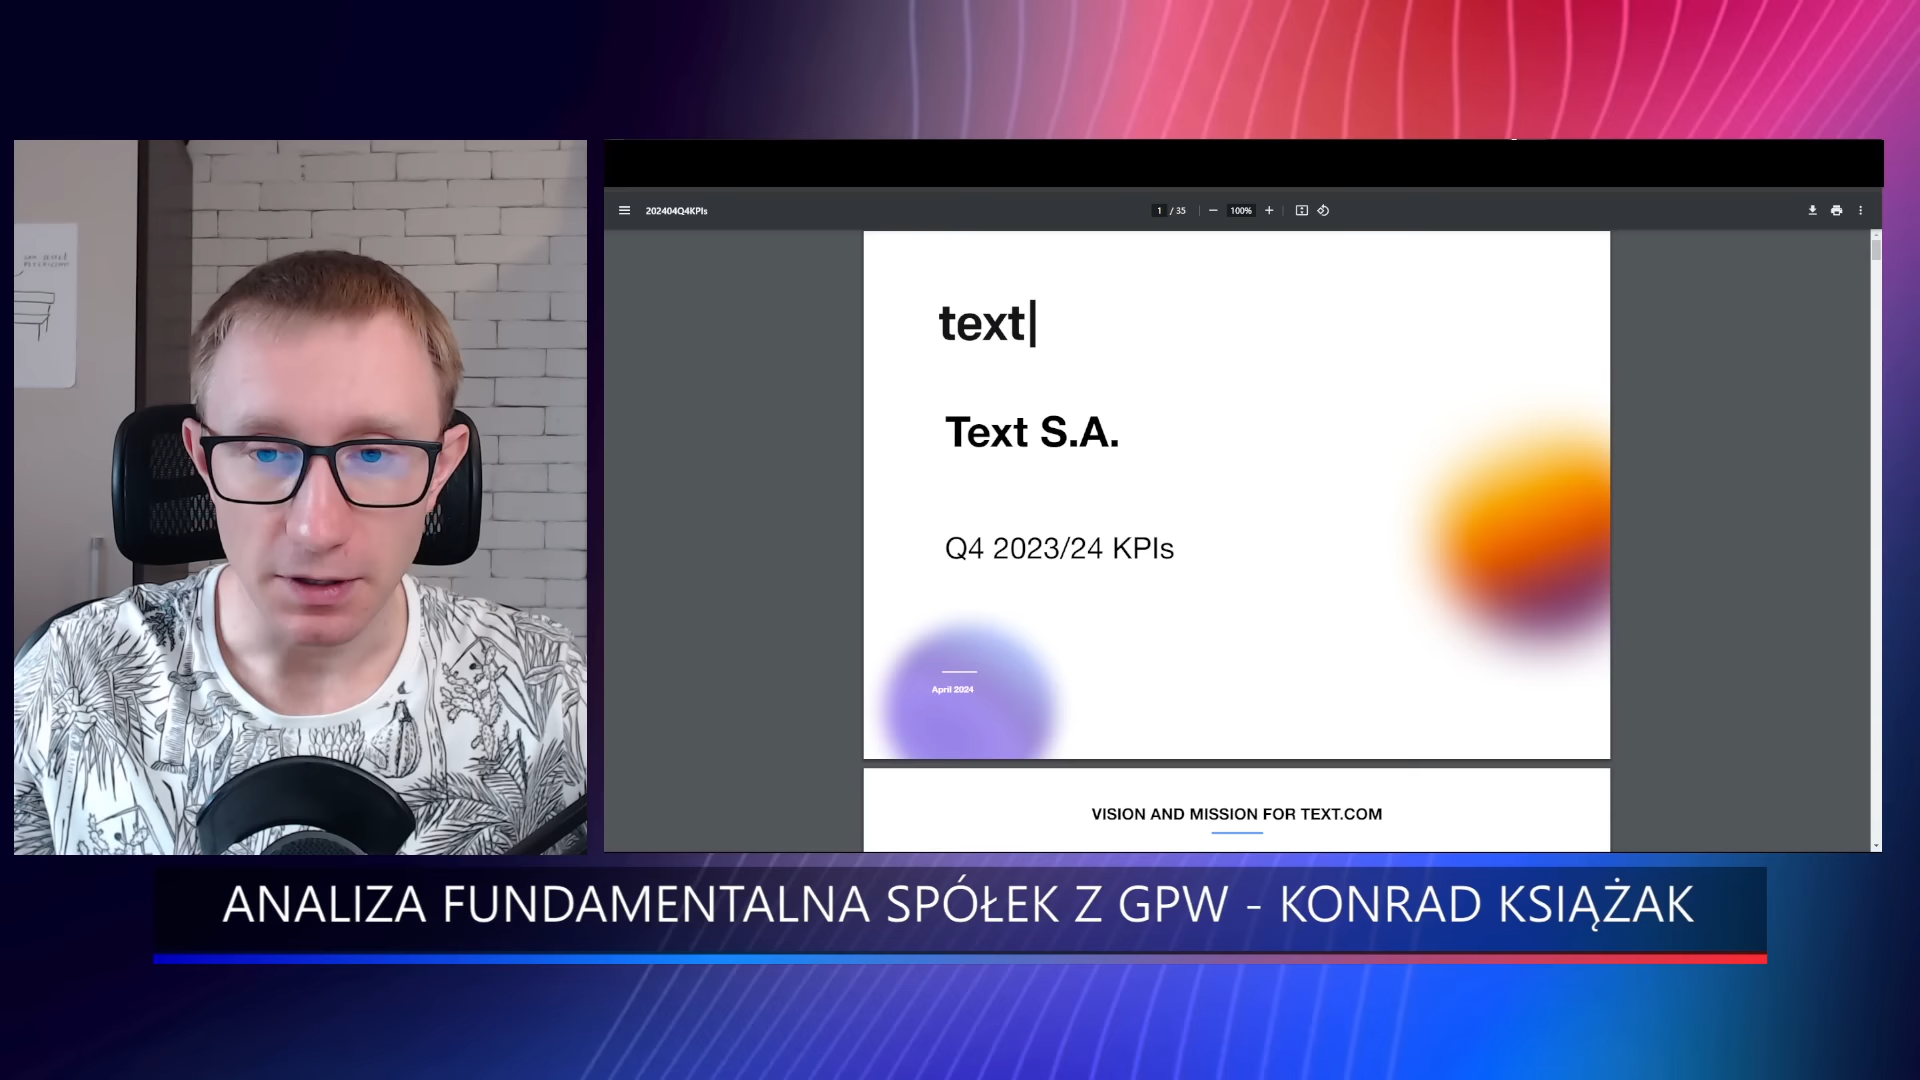 202404Q4KPIs
1 / 35
100%
text|
Text S.A.
Q4 2023/24 KPIs
April 2024
VISION AND MISSION FOR TEXT.COM
ANALIZA FUNDAMENTALNA SPÓŁEK Z GPW - KONRAD KSIĄŻAK